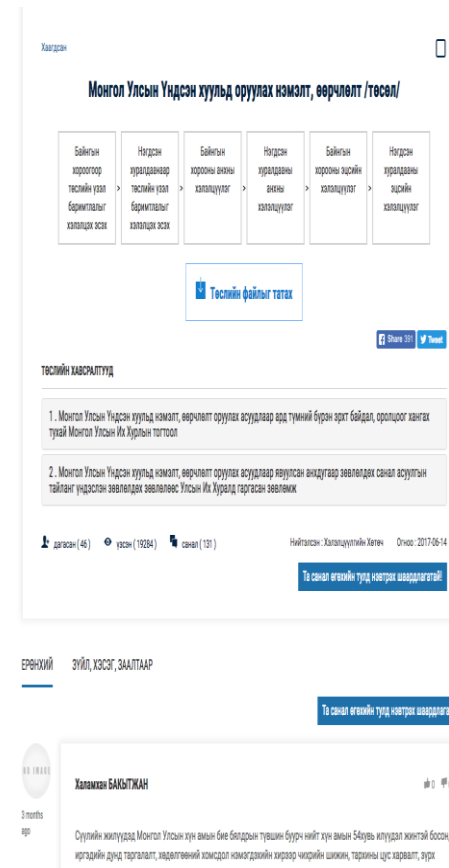 Хаагдсан
Монгол Улсын Үндсэн хуульд оруулах нэмэлт, өөрчлөлт /төсөл/
Байнгын
хороогоор
төслийн үзэл
баримтлалыг
хэлэлцэх эсэх
>
Нэгдсэн
хуралдаанаар
төслийн үзэл
баримтлалыг
хэлэлцэх эсэх
>
Байнгын
хорооны анхны
хэлэлцүүлэг
>
Нэгдсэн
хуралдааны
анхны
хэлэлцүүлэг
>
Байнгын
хорооны эцсийн
хэлэлцүүлэг
>
Нэгдсэн
хуралдааны
эцсийн
хэлэлцүүлэг
Төслийн файлыг татах
Share 391 Tweet
ТӨСЛИЙН ХАВСРАЛТУУД
1 . Монгол Улсын Үндсэн хуульд нэмэлт, өөрчлөлт оруулах асуудлаар ард түмний бүрэн эрхт байдал, оролцоог хангах
тухай Монгол Улсын Их Хурлын тогтоол
2 . Монгол Улсын Үндсэн хуульд нэмэлт, өөрчлөлт оруулах асуудлаар явуулсан анхдугаар зөвлөлдөх санал асуулгын
тайланг үндэслэн зөвлөлдөх зөвлөлөөс Улсын Их Хуралд гаргасан зөвлөмж
дагасан ( 46 ) үзсэн ( 19284 ) санал ( 131 ) Нийтэлсэн : Хэлэлцүүлгийн Хөтөч Огноо : 2017-06-14
Та санал өгөхийн тулд нэвтрэх шаардлагатай!
ЕРӨНХИЙ ЗҮЙЛ, ХЭСЭГ, ЗААЛТААР
Та санал өгөхийн тулд нэвтрэх шаардлага
NO IMAGE
Халамхан БАКЫТЖАН 0 0
3 months
ago
Сүүлийн жилүүдэд Монгол Улсын хүн амын бие бялдрын түвшин буурч нийт хүн амын 54хувь илүүдэл жинтэй болсон,
иргэдийн дунд таргалалт, хөдөлгөөний хомсдол нэмэгдэхийн хирээр чихрийн шижин, тархины цус харвалт, зүрх